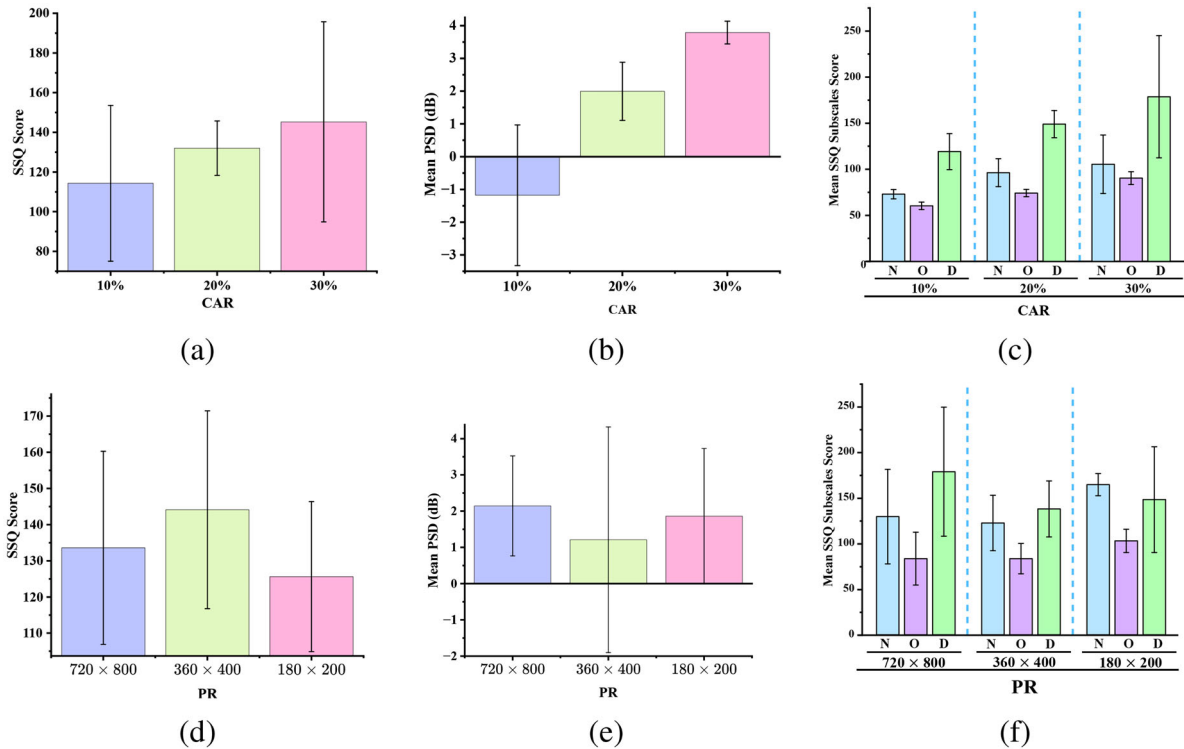 200
180
160
140
120
100
80
SSQ Score
10% 20% 30%
CAR
(a)
4
3
2
1
0
−1
−2
−3
Mean PSD (dB)
10% 20% 30%
CAR
(b)
250
200
150
100
50
0
Mean SSQ Subscales Score
N O D N O D N O D
10% 20% 30%
CAR
(c)
170
160
150
140
130
120
110
SSQ Score
720 × 800 360 × 400 180 × 200
PR
(d)
4
3
2
1
0
−1
−2
Mean PSD (dB)
720 × 800 360 × 400 180 × 200
PR
(e)
250
200
150
100
50
0
Mean SSQ Subscales Score
N O D N O D N O D
720 × 800 360 × 400 180 × 200
PR
(f)